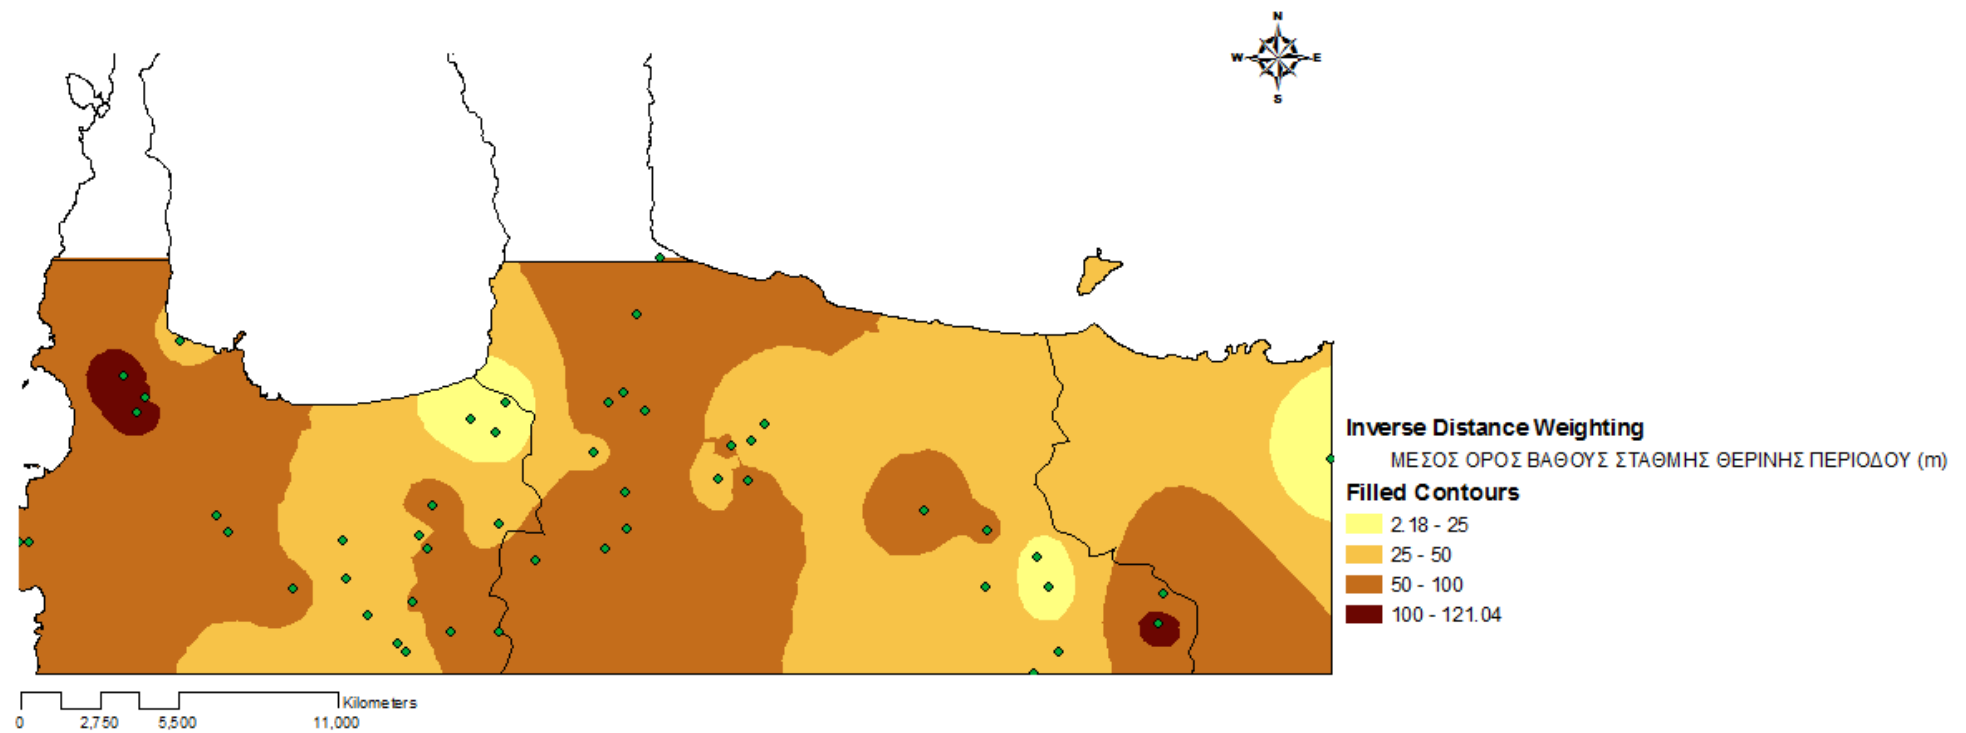 N
W E
S
Inverse Distance Weighting
ΜΕΣΟΣ ΟΡΟΣ ΒΑΘΟΥΣ ΣΤΑΘΜΗΣ ΘΕΡΙΝΗΣ ΠΕΡΙΟΔΟΥ (m)
Filled Contours
2.18 - 25
25 - 50
50 - 100
100 - 121.04
Kilometers
0 2,750 5,500 11,000